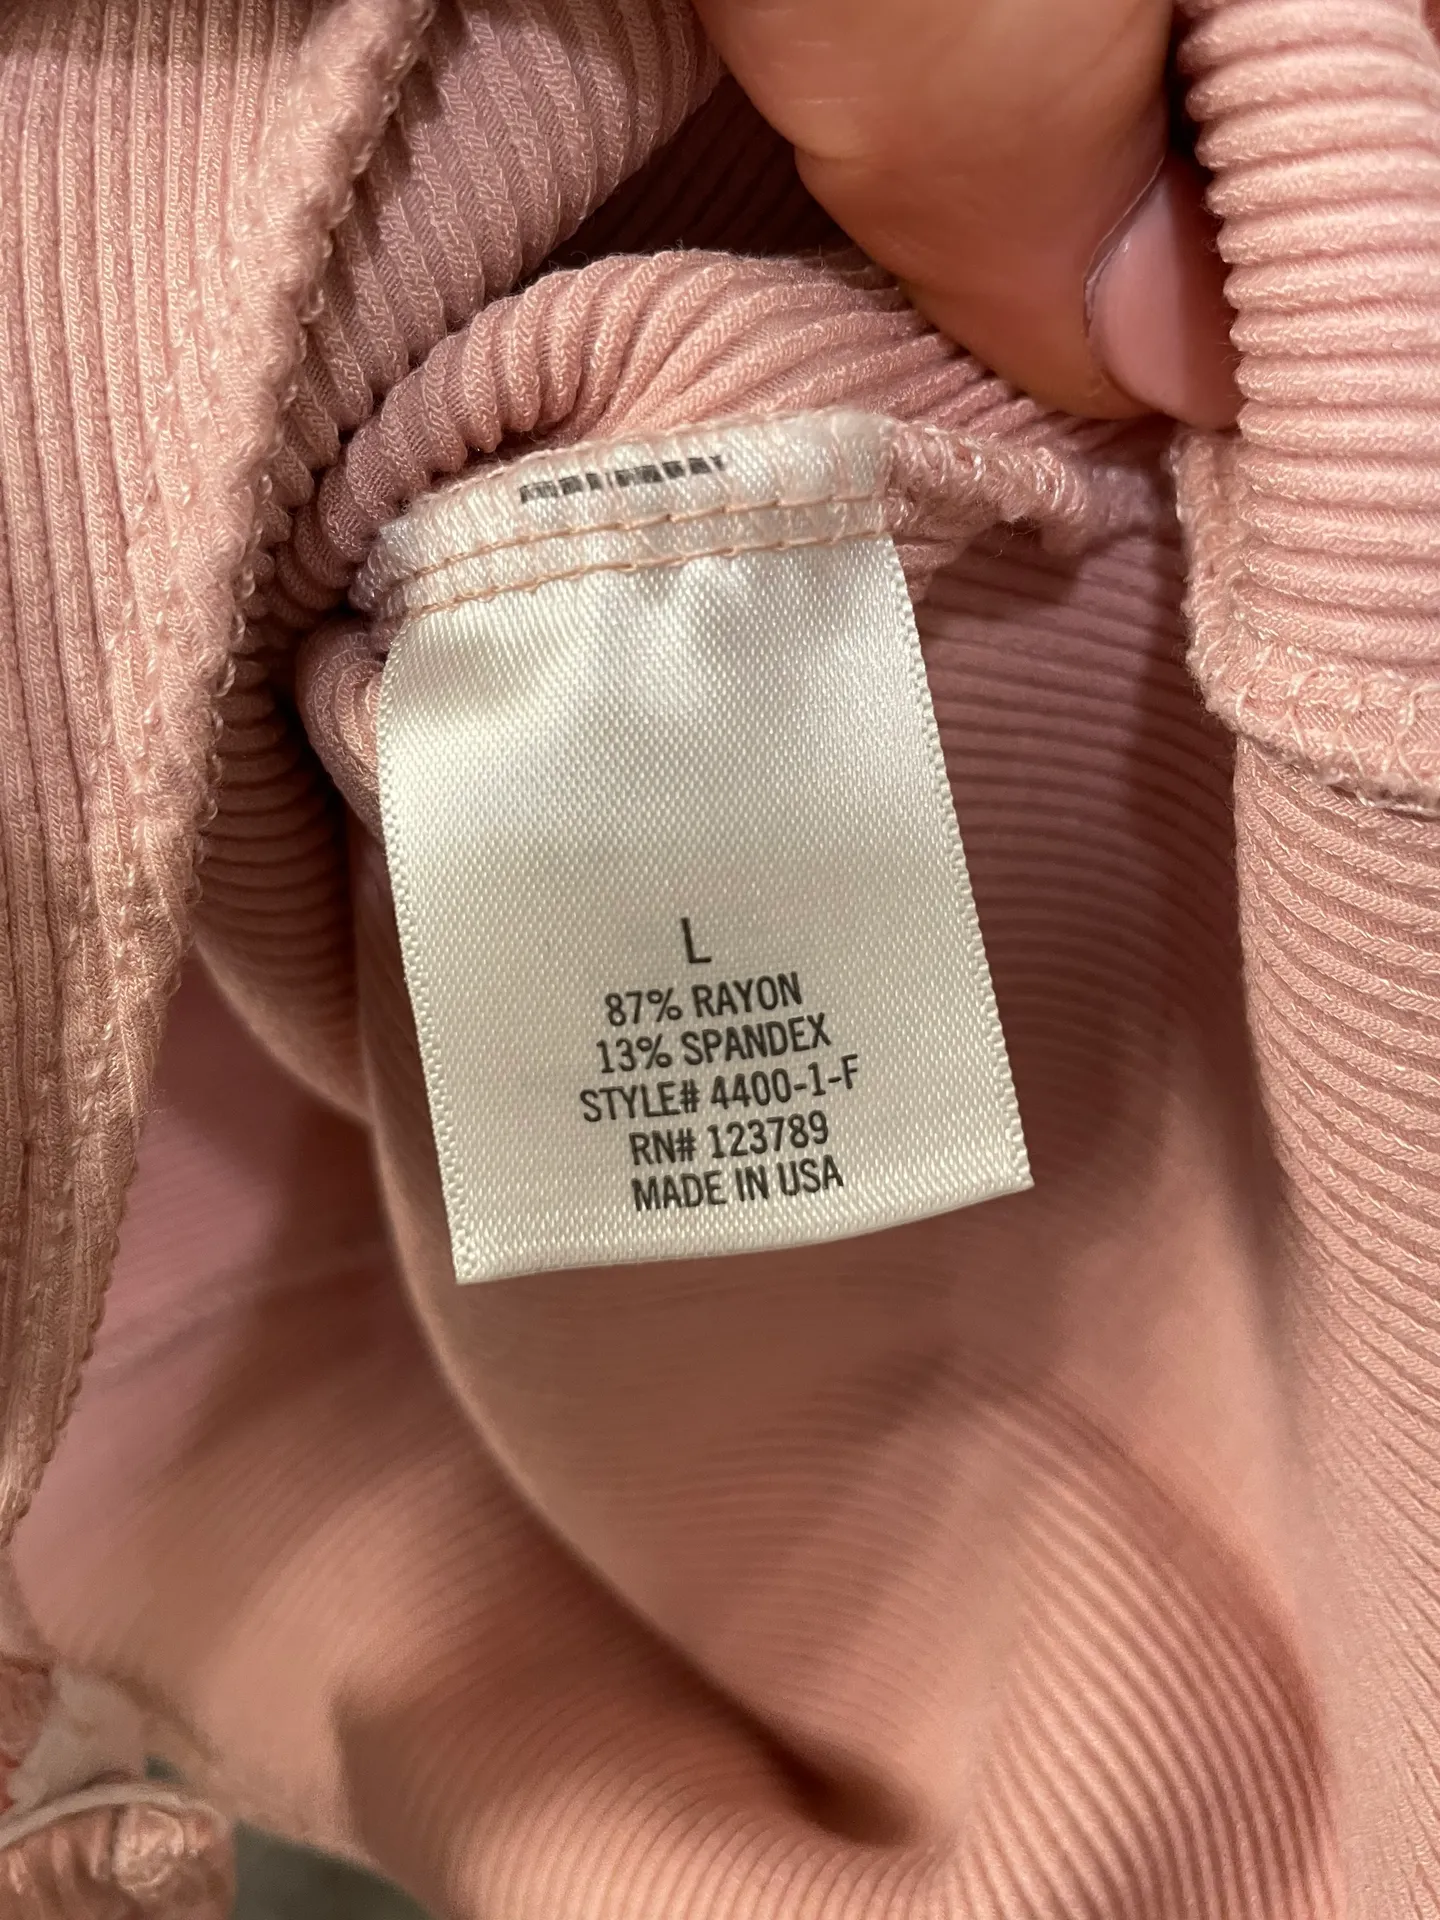 L
87% RAYON
13% SPANDEX
STYLE# 4400-1-F
RN# 123789
MADE IN USA